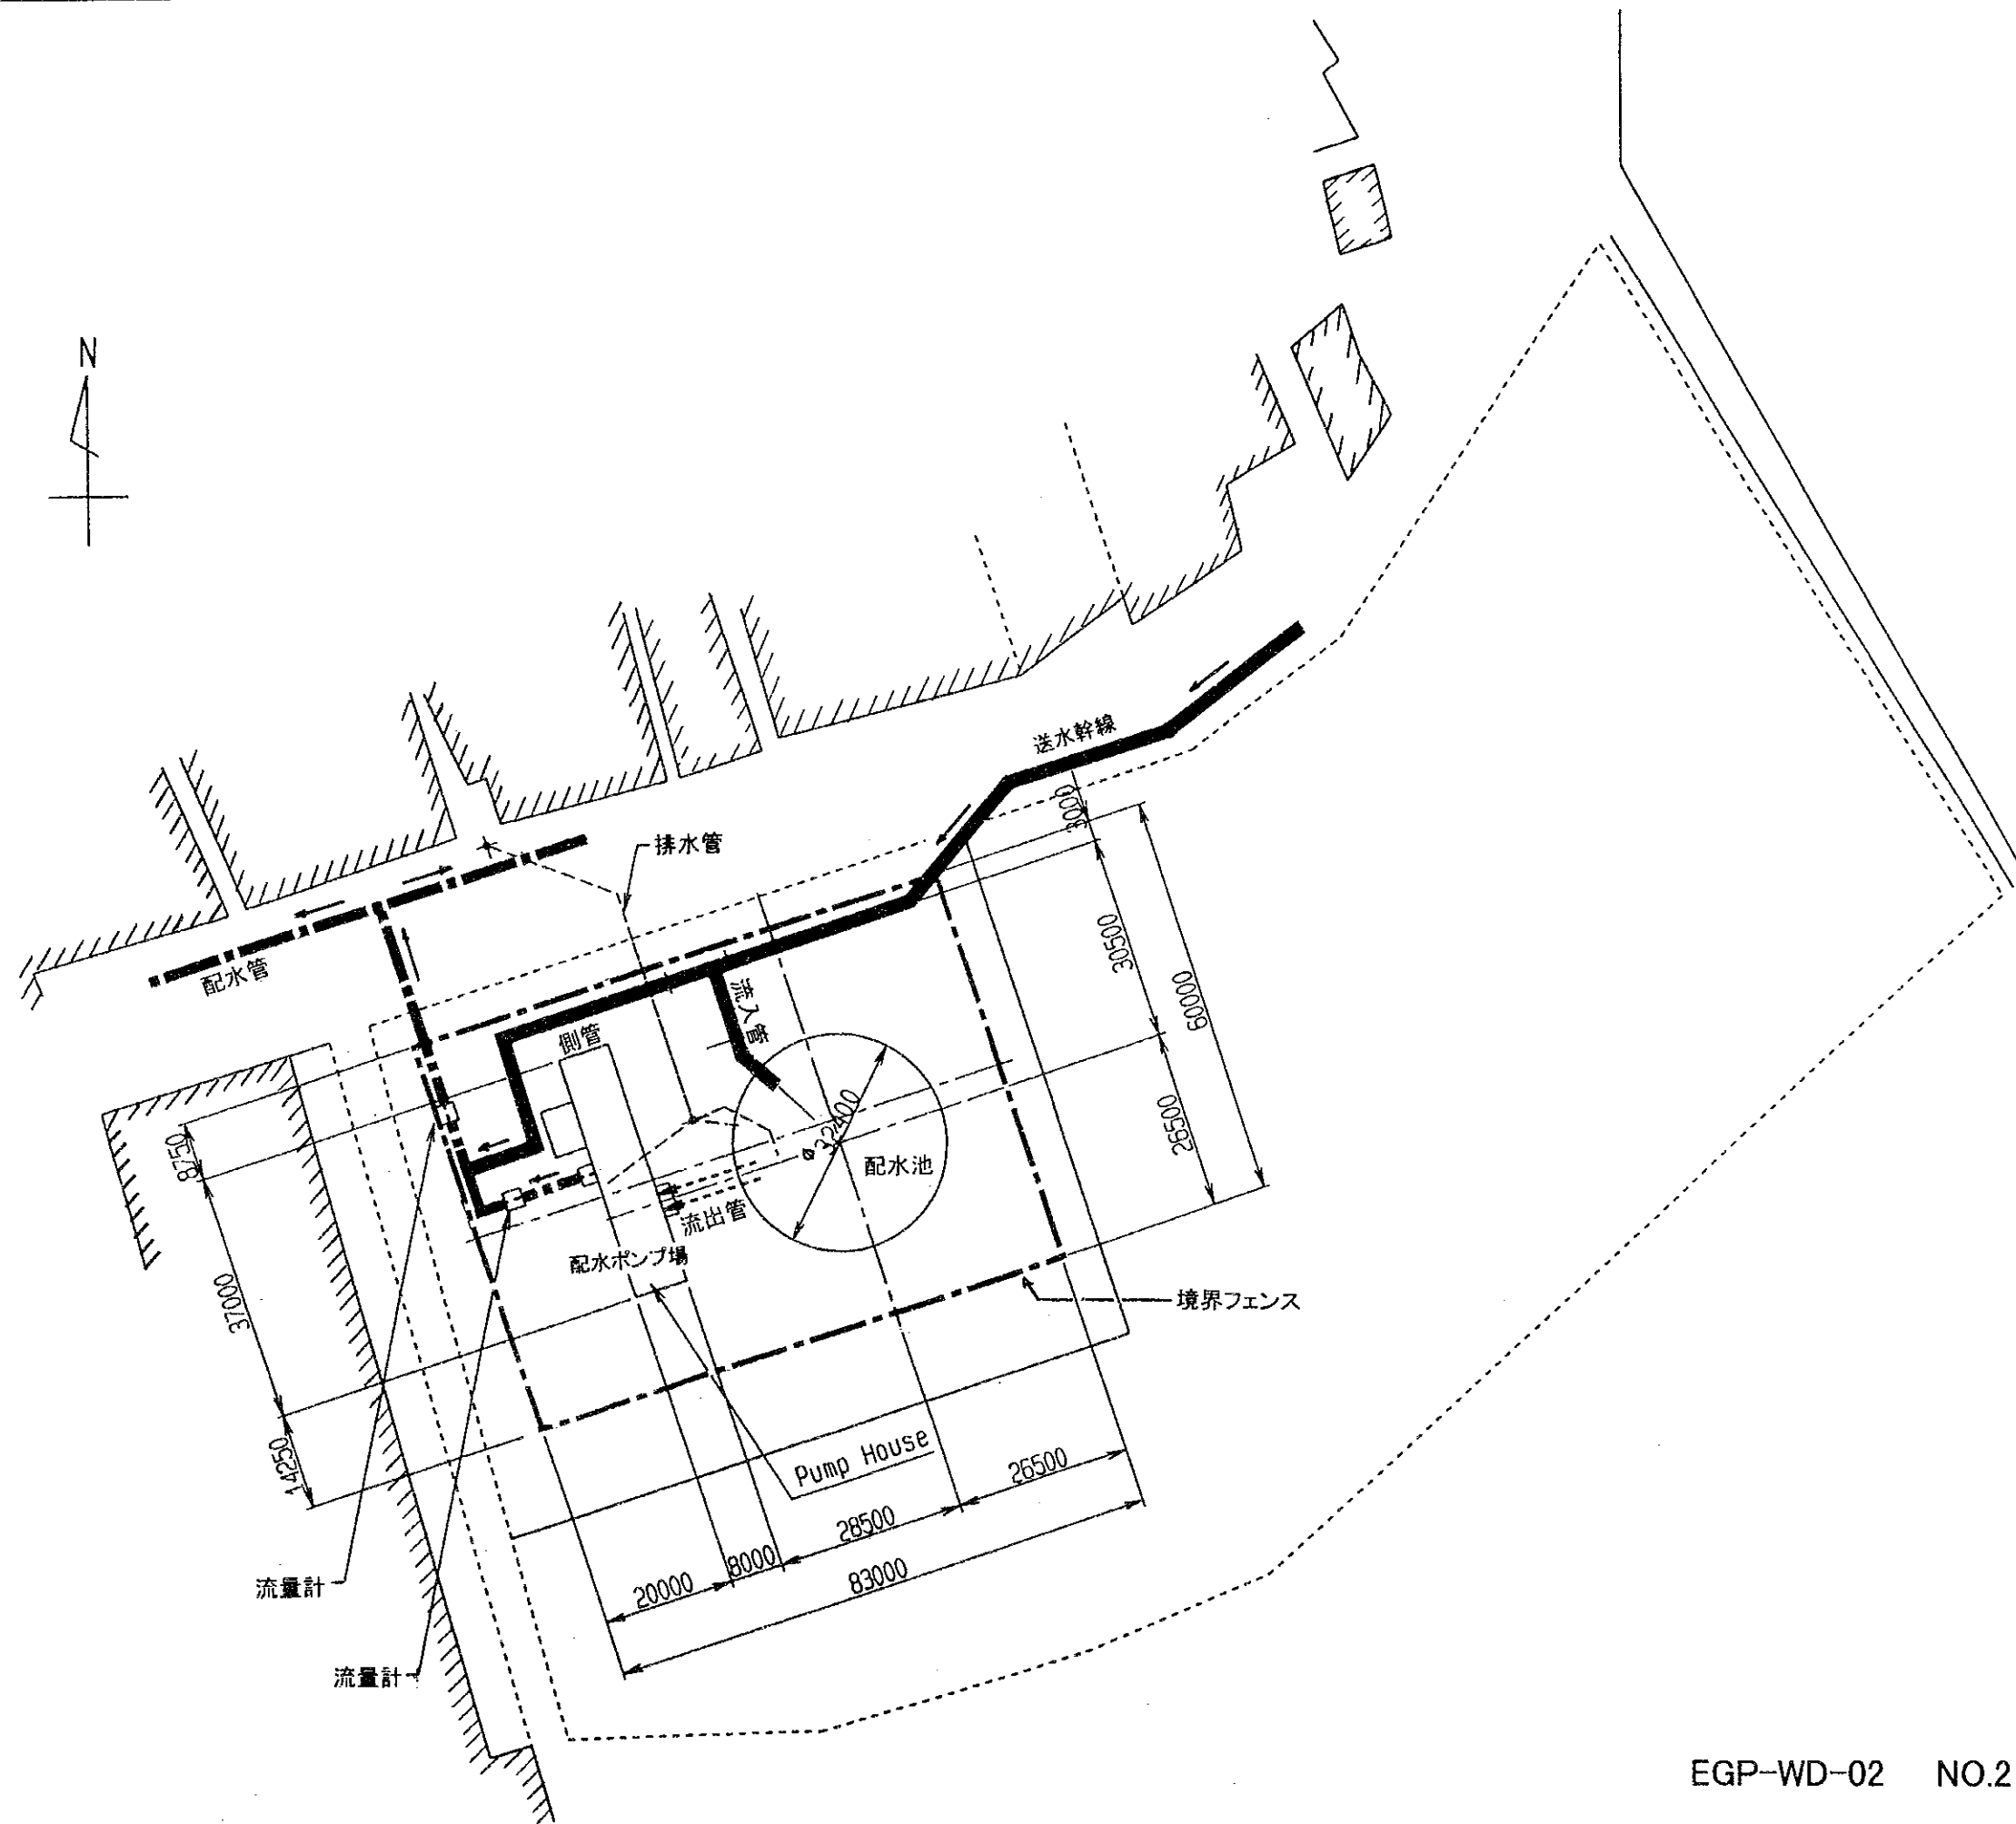 N
送水幹線
3000
排水管
30500
60000
配水管
流入管
側管
φ32400
26500
8750
配水池
流出管
配水ポンプ場
境界フェンス
37000
14250
Pump House
26500
28500
8000
20000
83000
流量計
流量計
EGP-WD-02 NO.2